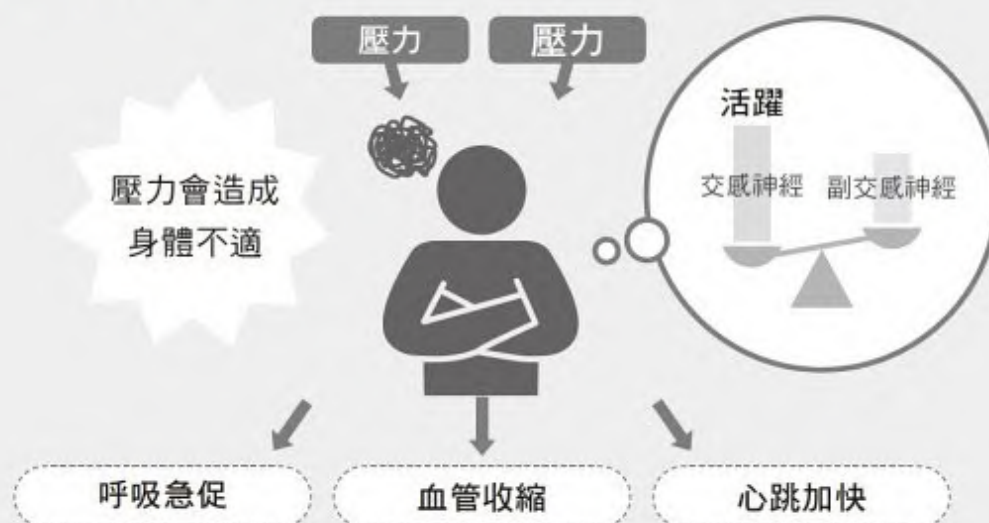 壓力
壓力
活躍
交感神經
副交感神經
壓力會造成
身體不適
呼吸急促
血管收縮
心跳加快